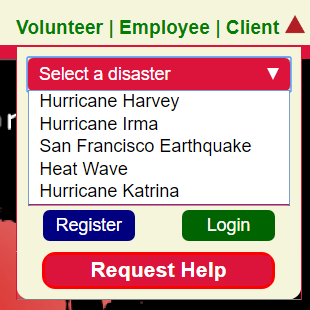 Volunteer | Employee | Client
Select a disaster
Hurricane Harvey
Hurricane Irma
San Francisco Earthquake
Heat Wave
Hurricane Katrina
Register Login
Request Help